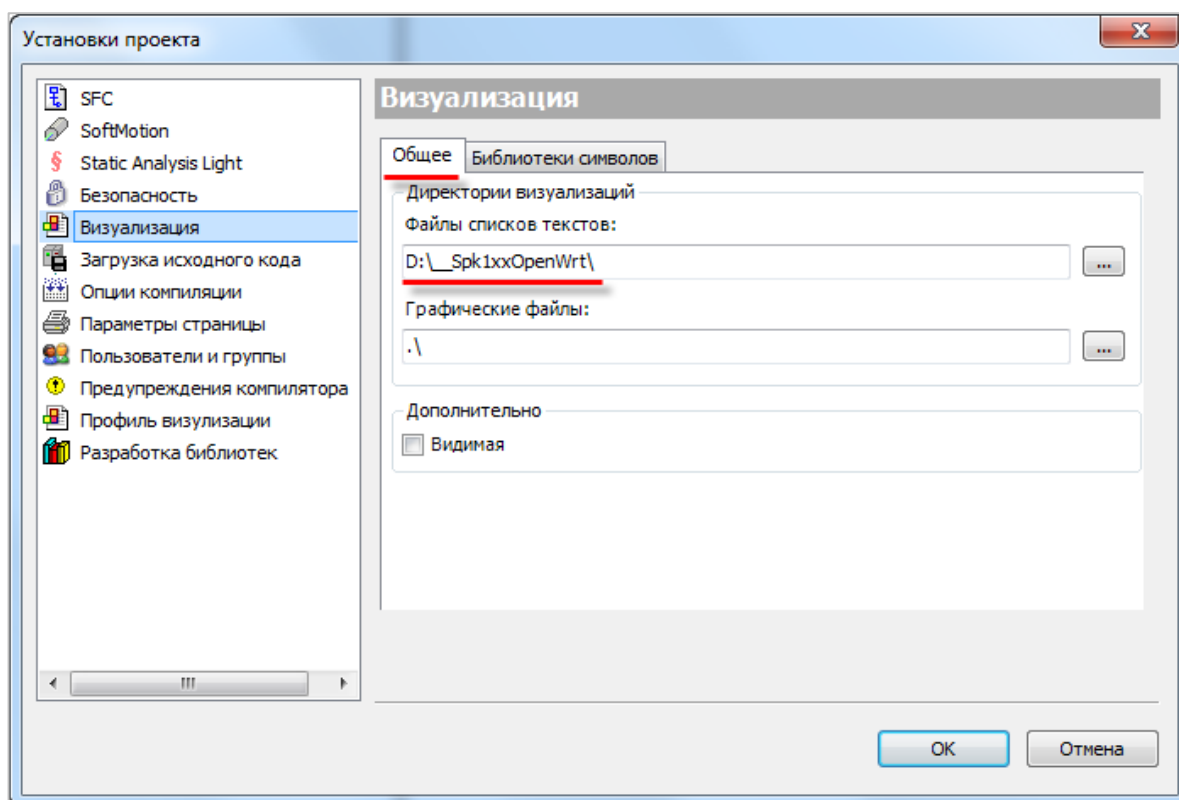 Установки проекта
SFC
SoftMotion
Static Analysis Light
Безопасность
Визуализация
Загрузка исходного кода
Опции компиляции
Параметры страницы
Пользователи и группы
Предупреждения компилятора
Профиль визулизации
Разработка библиотек
Визуализация
Общее Библиотеки символов
Директории визуализаций
Файлы списков текстов:
D:\__Spk1xxOpenWrt\
...
Графические файлы:
.\
...
Дополнительно
Видимая
OK Отмена